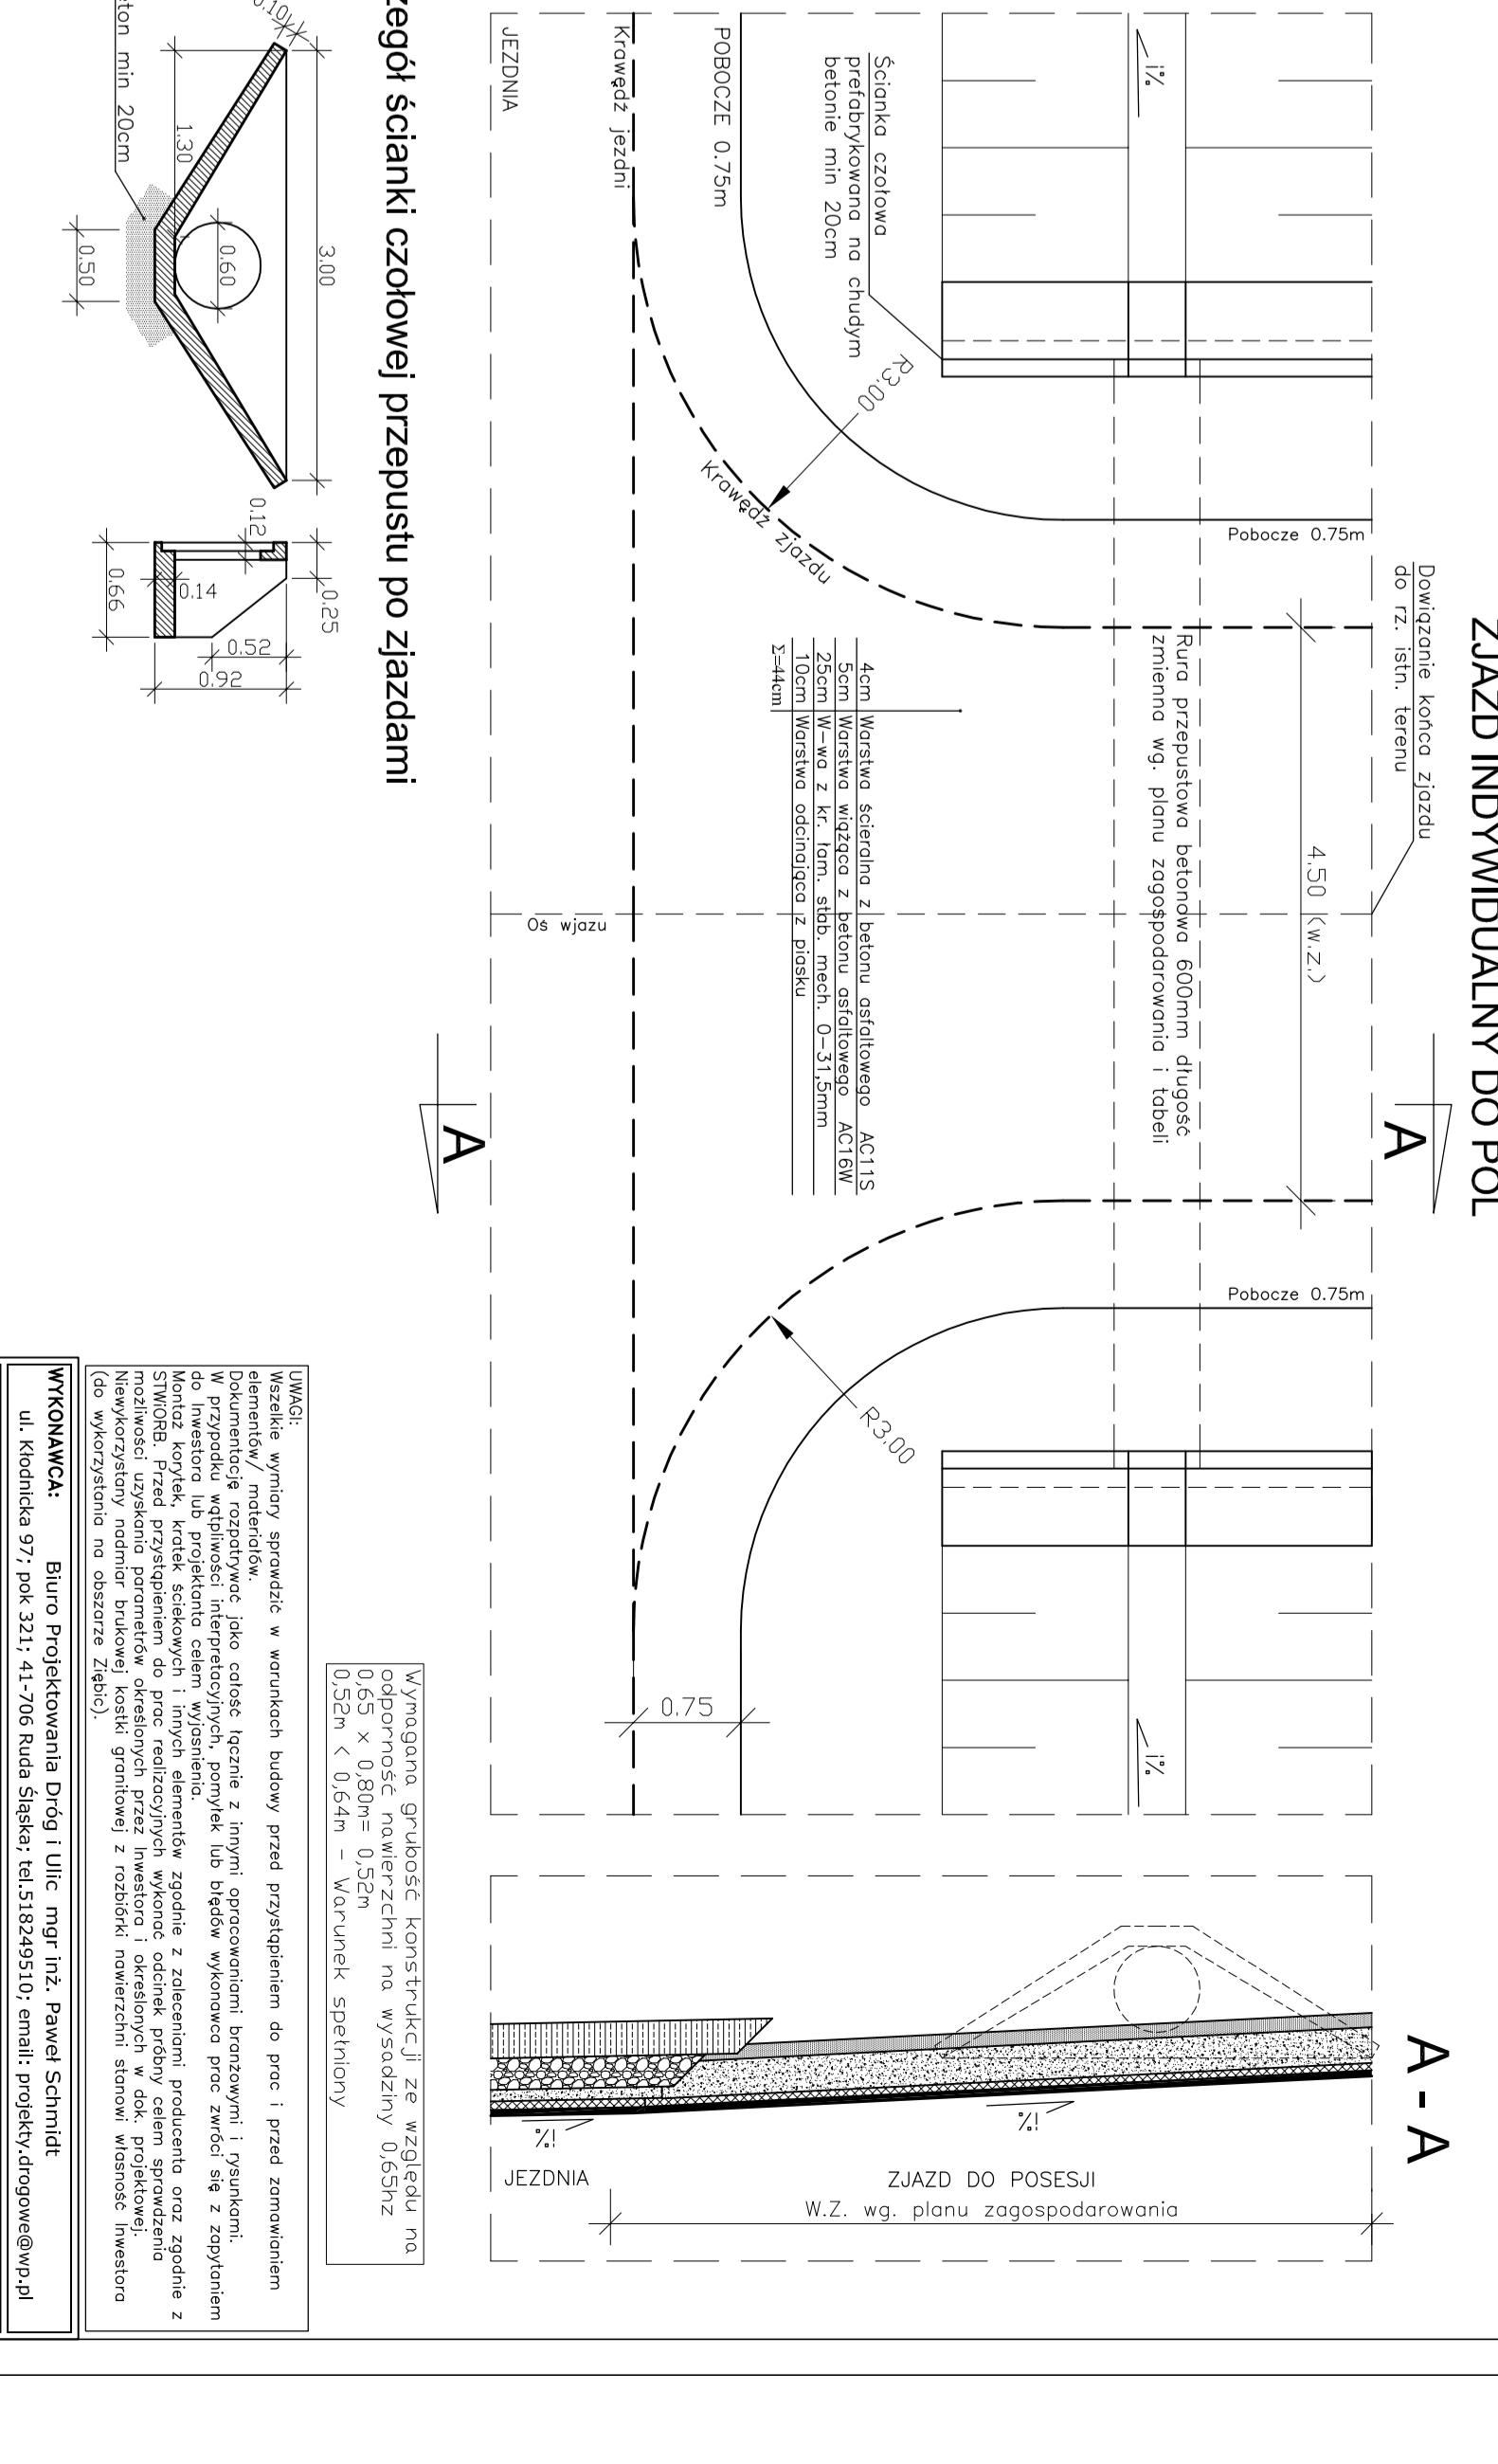 ZJAZD INDYWIDUALNY DO PÓL
Dowiązanie końca zjazdu
do rz. istn. terenu
A
A - A
4.50 (w.z.)
Pobocze 0.75m
Pobocze 0.75m
Rura przepustowa betonowa 600mm długość
zmienna wg. planu zagospodarowania i tabeli
i%
i%
Ścianka czołowa
prefabrykowana na chudym
betonie min 20cm
R3.00
R3.00
4cm Warstwa ścieralna z betonu asfaltowego AC11S
5cm Warstwa wiążąca z betonu asfaltowego AC16W
25cm W-wa z kr. łam. stab. mech. 0-31,5mm
10cm Warstwa odcinająca z piasku
Σ=44cm
Krawędź zjazdu
POBOCZE 0.75m
0.75
Krawędź jezdni
Oś wjazu
JEZDNIA
A
i%
i%
JEZDNIA
ZJAZD DO POSESJI
W.Z. wg. planu zagospodarowania
zegół ścianki czołowej przepustu po zjazdami
3.00
0.60
1.30
0.50
0.10
ton min 20cm
0.25
0.12
0.14
0.52
0.92
0.66
Wymagana grubość konstrukcji ze względu na
odporność nawierzchni na wysadziny 0,65hz
0,65 x 0,80m= 0,52m
0,52m < 0,64m - Warunek spełniony
UWAGI:
Wszelkie wymiary sprawdzić w warunkach budowy przed przystąpieniem do prac i przed zamawianiem
elementów/ materiałów.
Dokumentację rozpatrywać jako całość łącznie z innymi opracowaniami branżowymi i rysunkami.
W przypadku wątpliwości interpretacyjnych, pomyłek lub błędów wykonawca prac zwróci się z zapytaniem
do Inwestora lub projektanta celem wyjasnienia.
Montaż korytek, kratek ściekowych i innych elementów zgodnie z zaleceniami producenta oraz zgodnie z
STWiORB. Przed przystąpieniem do prac realizacyjnych wykonać odcinek próbny celem sprawdzenia
możliwości uzyskania parametrów określonych przez Inwestora i określonych w dok. projektowej.
Niewykorzystany nadmiar brukowej kostki granitowej z rozbiórki nawierzchni stanowi własność Inwestora
(do wykorzystania na obszarze Ziębic).
WYKONAWCA: Biuro Projektowania Dróg i Ulic mgr inż. Paweł Schmidt
ul. Kłodnicka 97; pok 321; 41-706 Ruda Śląska; tel.518249510; email: projekty.drogowe@wp.pl